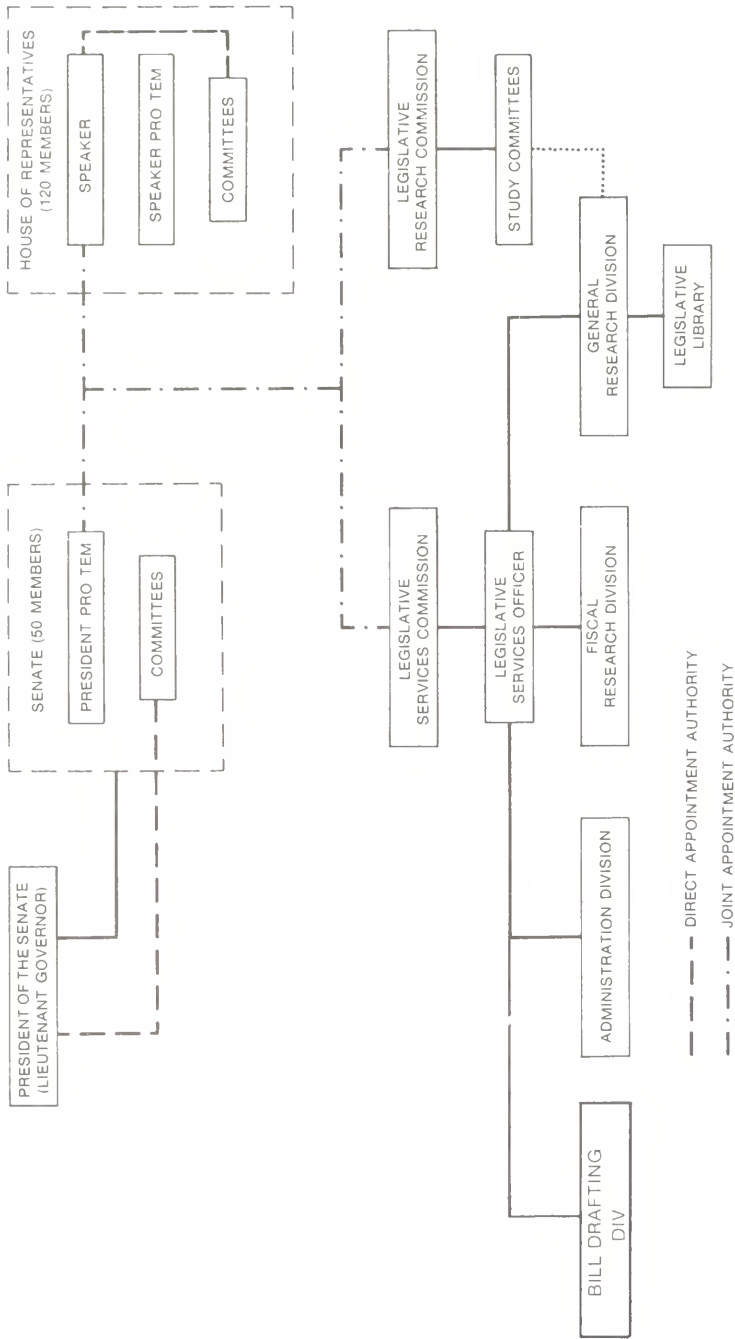 PRESIDENT OF THE SENATE
(LIEUTENANT GOVERNOR)
SENATE (50 MEMBERS)
PRESIDENT PRO TEM
COMMITTEES
HOUSE OF REPRESENTATIVES
(120 MEMBERS)
SPEAKER
SPEAKER PRO TEM
COMMITTEES
LEGISLATIVE
SERVICES COMMISSION
LEGISLATIVE
RESEARCH COMMISSION
LEGISLATIVE
SERVICES OFFICER
STUDY COMMITTEES
BILL DRAFTING
DIV
ADMINISTRATION DIVISION
FISCAL
RESEARCH DIVISION
GENERAL
RESEARCH DIVISION
LEGISLATIVE
LIBRARY
DIRECT APPOINTMENT AUTHORITY
JOINT APPOINTMENT AUTHORITY